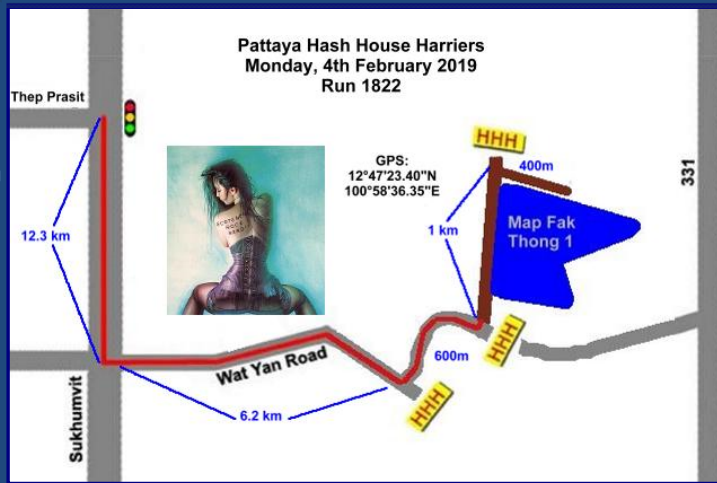 Pattaya Hash House Harriers
Monday, 4th February 2019
Run 1822
Thep Prasit
HHH
GPS:
12°47'23.40"N
100°58'36.35"E
400m
331
12.3 km
1 km
Map Fak
Thong 1
HHH
600m
Wat Yan Road
HHH
6.2 km
Sukhumvit